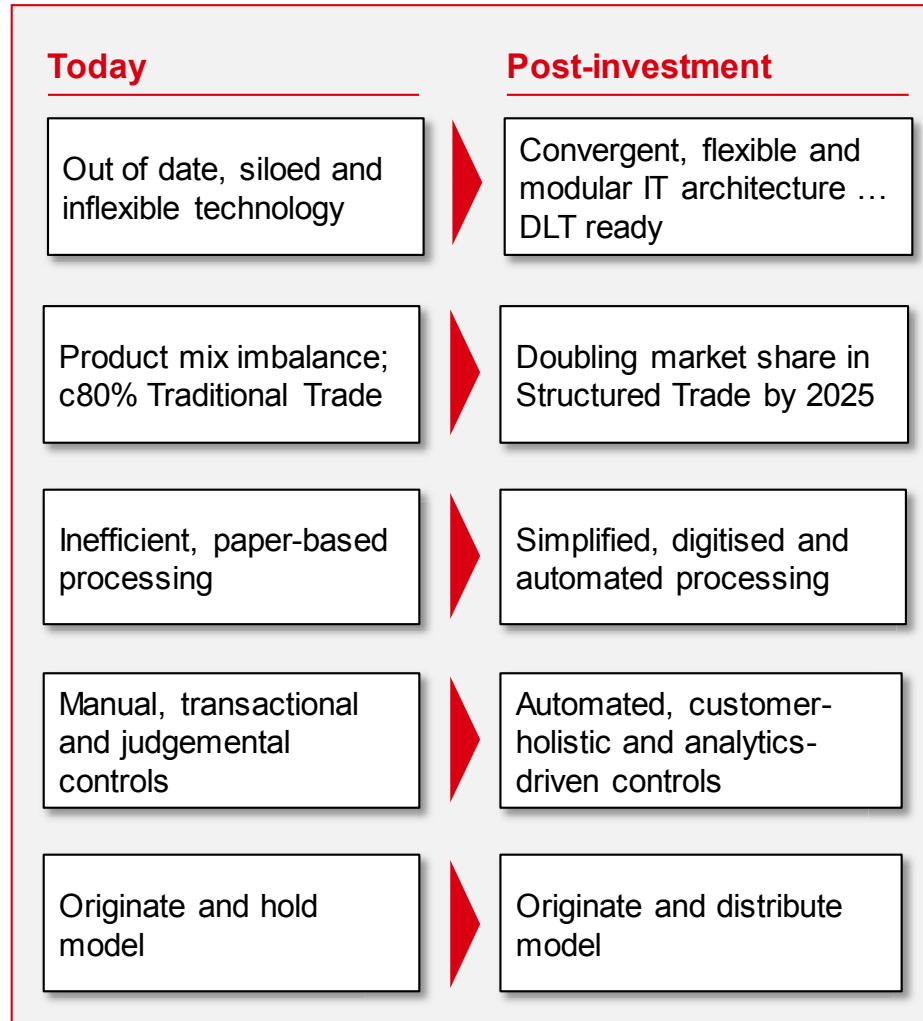 Today
Post-investment
Out of date, siloed and
inflexible technology
Convergent, flexible and
modular IT architecture …
DLT ready
Product mix imbalance;
c80% Traditional Trade
Doubling market share in
Structured Trade by 2025
Inefficient, paper-based
processing
Simplified, digitised and
automated processing
Manual, transactional
and judgemental
controls
Automated, customer-
holistic and analytics-
driven controls
Originate and hold
model
Originate and distribute
model